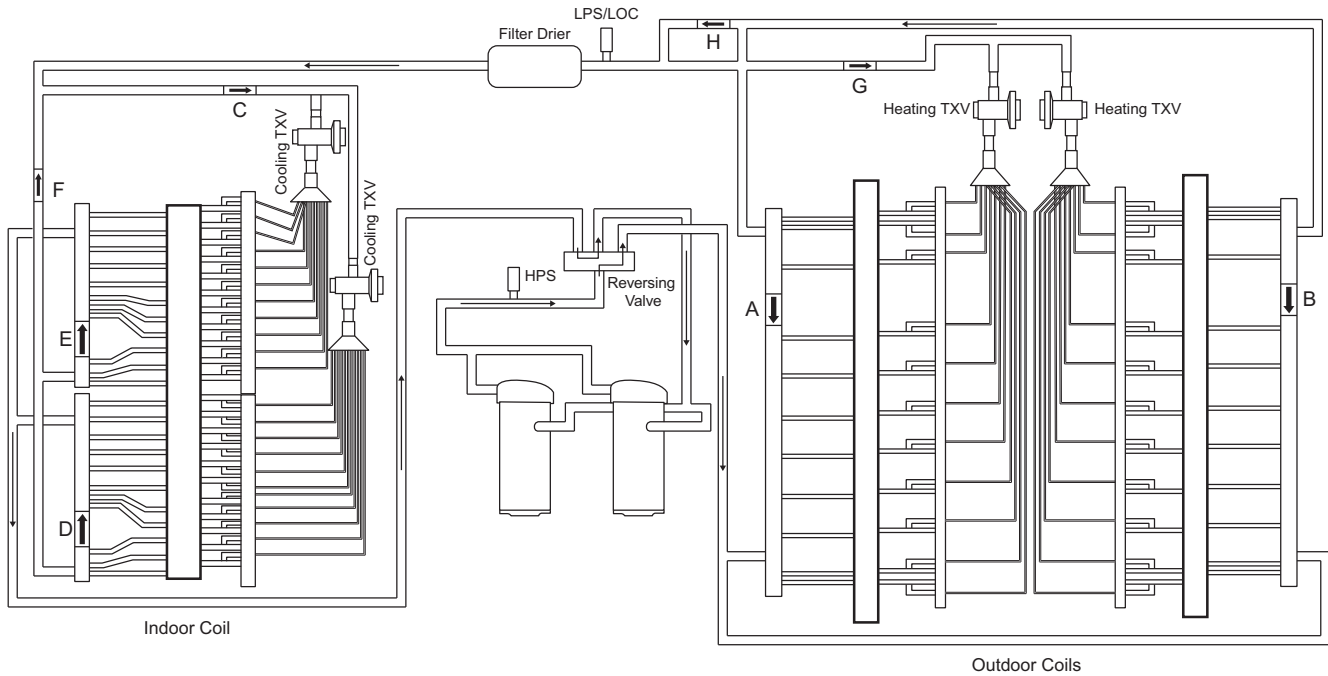 LPS/LOC
Filter Drier
H
G
C
Heating TXV
Heating TXV
Cooling TXV
Cooling TXV
F
HPS
Reversing
Valve
A
B
E
D
Indoor Coil
Outdoor Coils